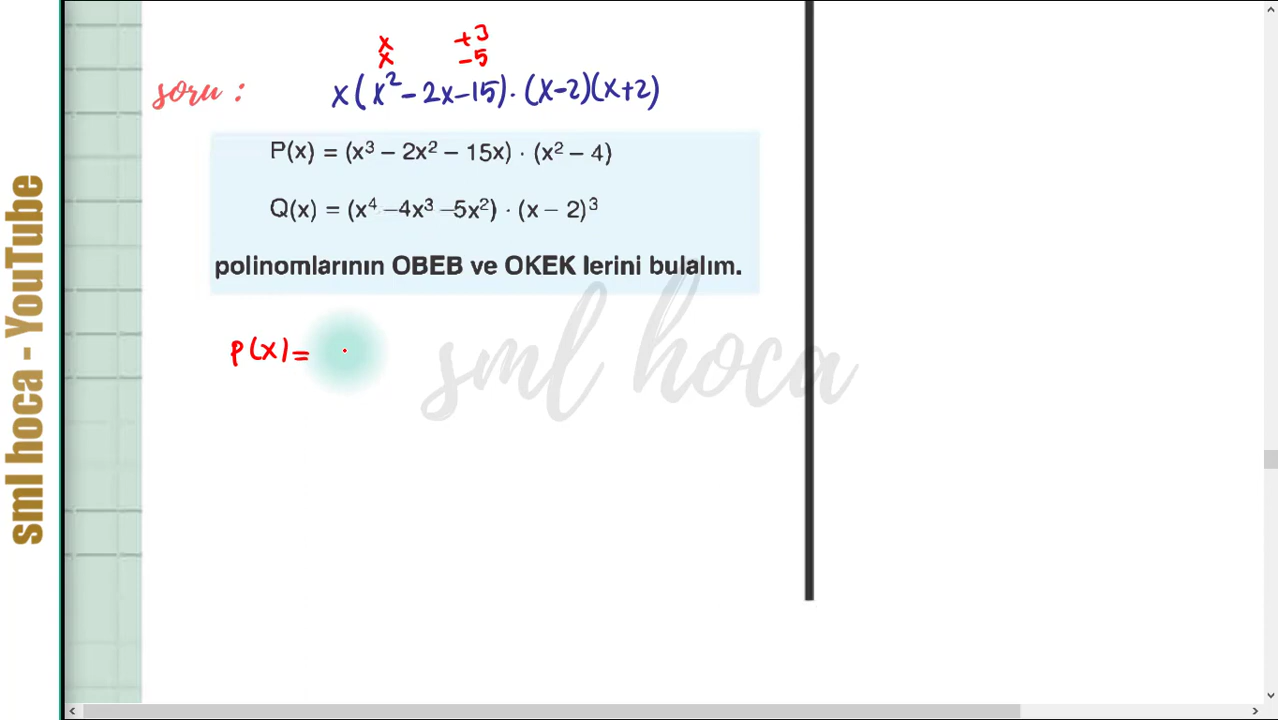 x +3
x -5
soru : x(x² - 2x - 15) · (x-2)(x+2)
P(x) = (x³ – 2x² – 15x) · (x² – 4)
Q(x) = (x⁴ –4x³ –5x²) · (x – 2)³
polinomlarının OBEB ve OKEK lerini bulalım.
P(x)=
sml hoca
sml hoca - YouTube